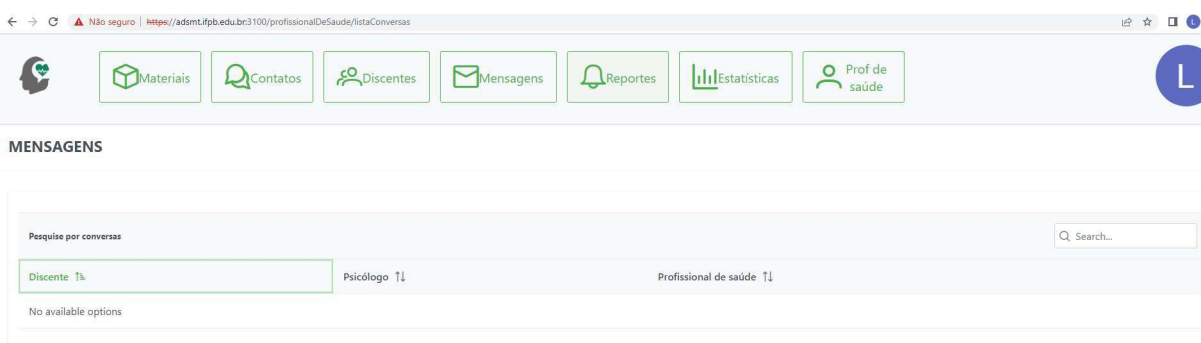 Não seguro | https://adsmt.ifpb.edu.br:3100/profissionalDeSaude/listaConversas
Materiais Contatos Discentes Mensagens Reportes Estatísticas Prof de
saúde
L
L
MENSAGENS
Pesquise por conversas Search...
Discente Psicólogo Profissional de saúde
No available options